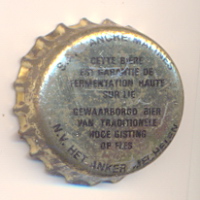 S.A. L'ANCRE MALINES
CETTE BIÈRE
EST GARANTIE DE
FERMENTATION HAUTE
SUR LIE
GEWAARBORGD BIER
VAN TRADITIONELE
HOGE GISTING
OP FLES
N.V. HET ANKER MECHELEN